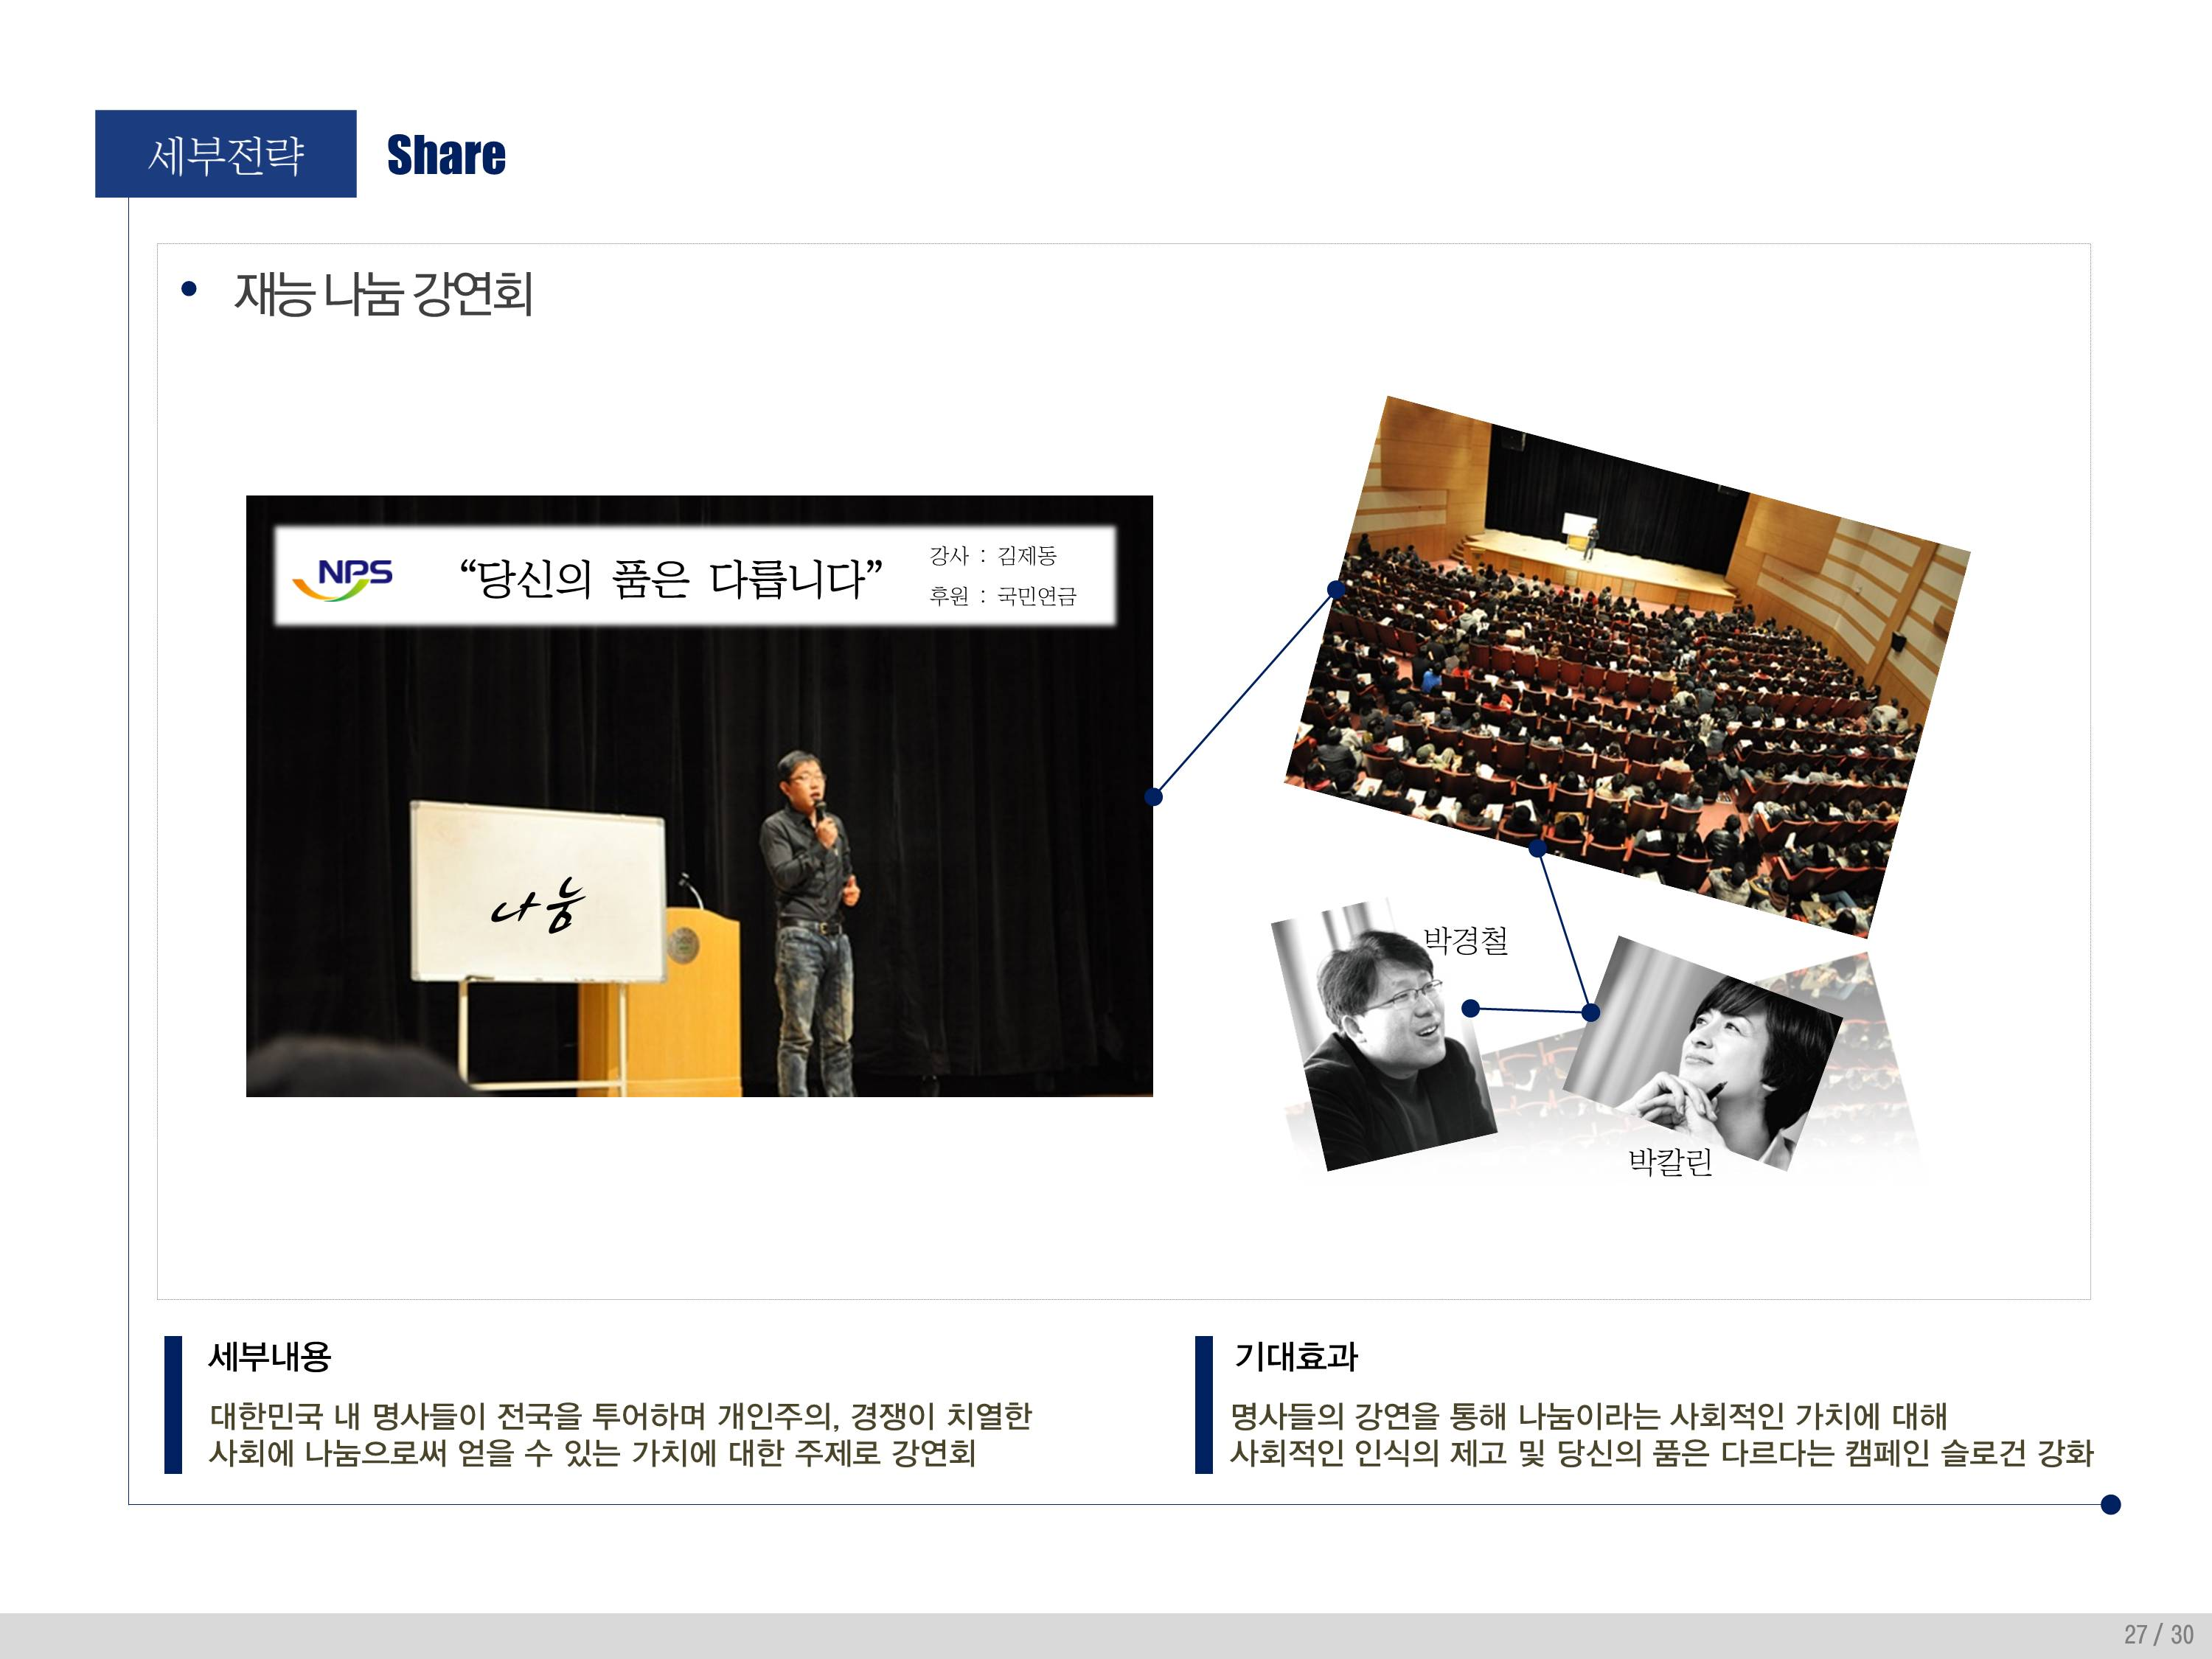 세부전략
Share
• 재능 나눔 강연회
NPS
“당신의 품은 다릅니다”
강사 : 김제동
후원 : 국민연금
나눔
박경철
박칼린
세부내용
대한민국 내 명사들이 전국을 투어하며 개인주의, 경쟁이 치열한
사회에 나눔으로써 얻을 수 있는 가치에 대한 주제로 강연회
기대효과
명사들의 강연을 통해 나눔이라는 사회적인 가치에 대해
사회적인 인식의 제고 및 당신의 품은 다르다는 캠페인 슬로건 강화
27 / 30